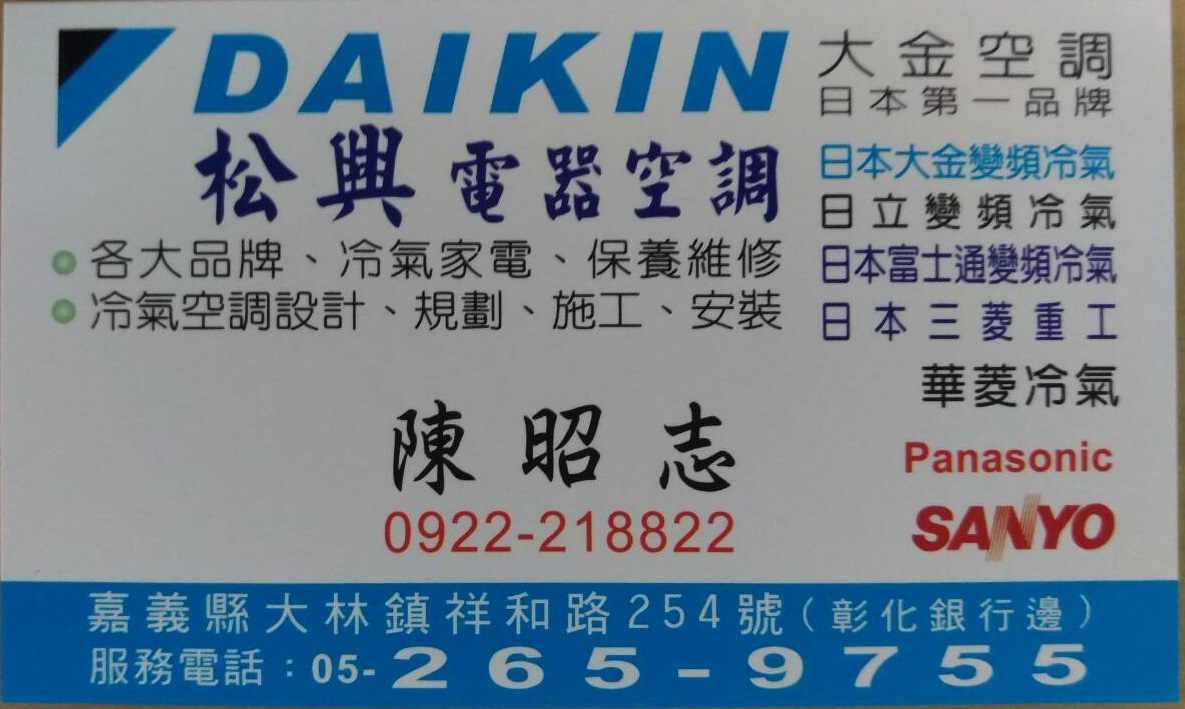 DAIKIN
松興電器空調
各大品牌、冷氣家電、保養維修
冷氣空調設計、規劃、施工、安裝
大金空調
日本第一品牌
日本大金變頻冷氣
日立變頻冷氣
日本富士通變頻冷氣
日本三菱重工
華菱冷氣
Panasonic
SANYO
陳昭志
0922-218822
嘉義縣大林鎮祥和路254號(彰化銀行邊)
服務電話:05-265-9755